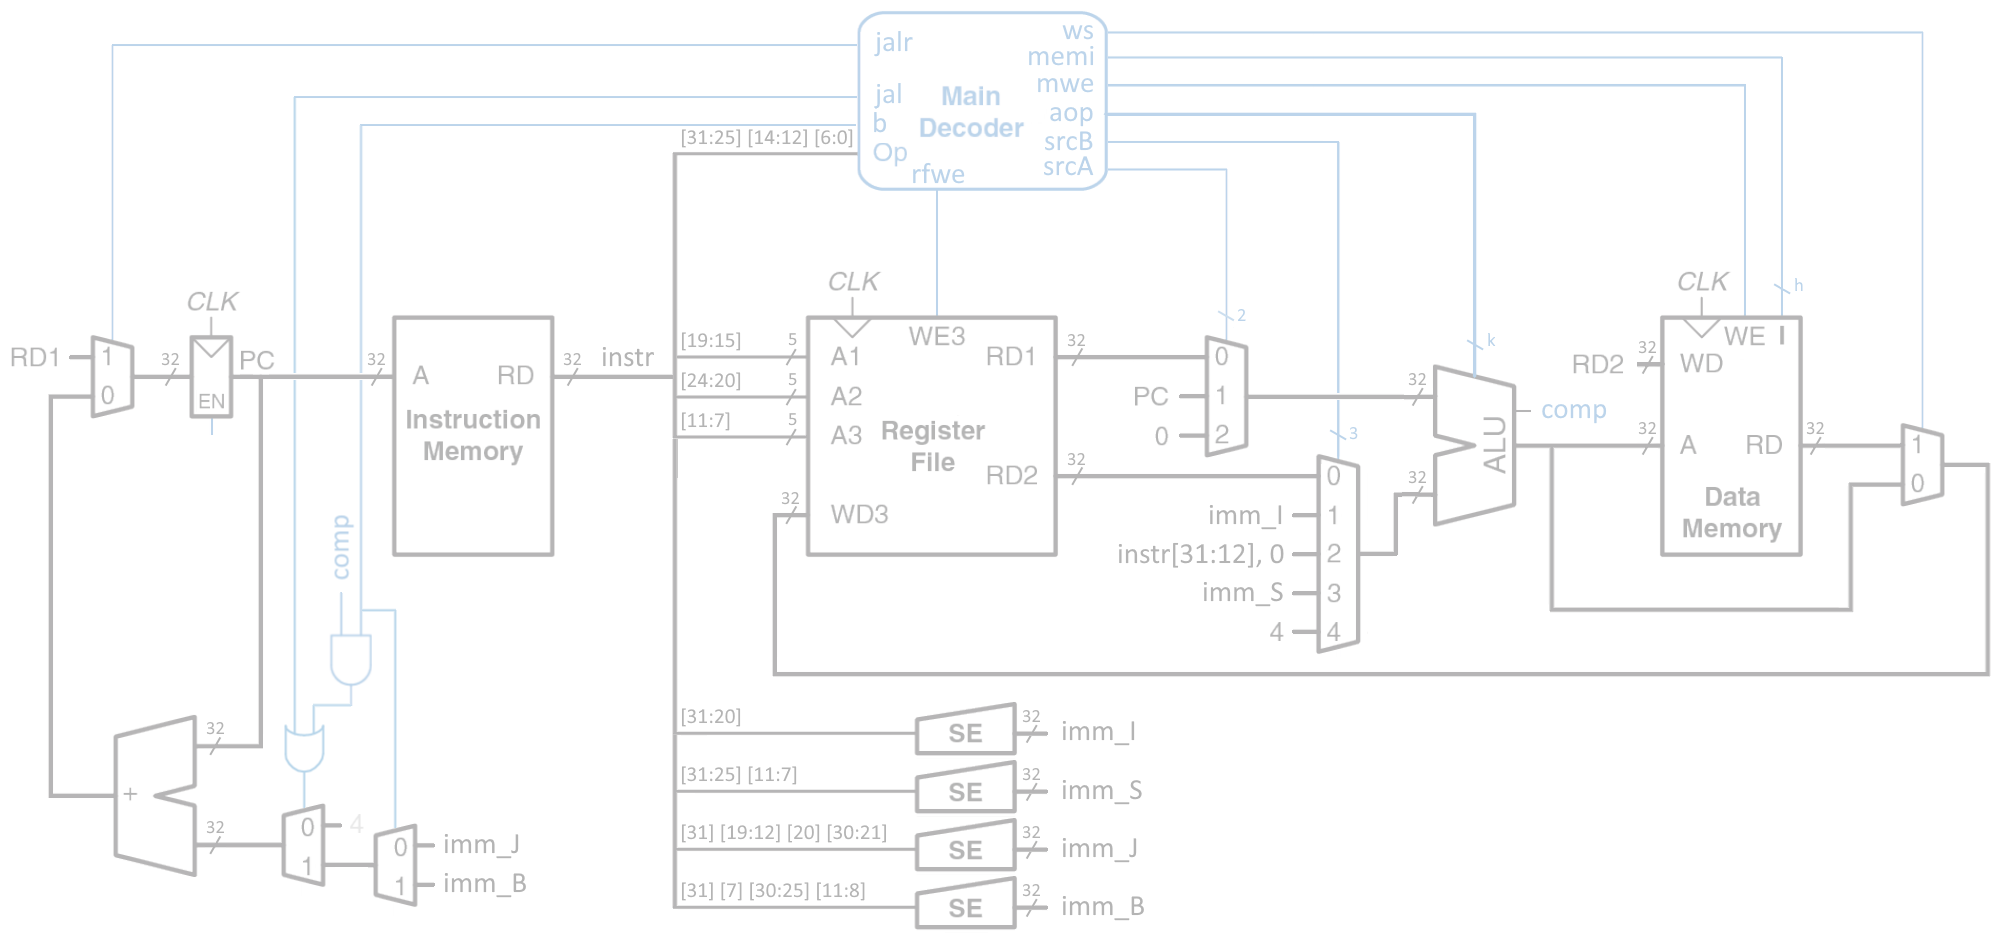 jalr
jal
b
Op
rfwe
Main
Decoder
ws
memi
mwe
aop
srcB
srcA
[31:25] [14:12] [6:0]
RD1
1
0
32
CLK
EN
PC
32
A
RD
Instruction
Memory
32
instr
[19:15]
5
[24:20]
5
[11:7]
5
CLK
WE3
A1
A2
A3
WD3
32
RD1
RD2
Register
File
32
32
2
0
PC
1
0
2
3
0
imm_I
1
instr[31:12], 0
2
imm_S
3
4
4
32
32
k
ALU
comp
CLK
WE
I
h
RD2
32
WD
32
A
RD
Data
Memory
32
1
0
comp
+
32
32
0
4
1
0
1
imm_J
imm_B
[31:20]
SE
32
imm_I
[31:25] [11:7]
SE
32
imm_S
[31] [19:12] [20] [30:21]
SE
32
imm_J
[31] [7] [30:25] [11:8]
SE
32
imm_B